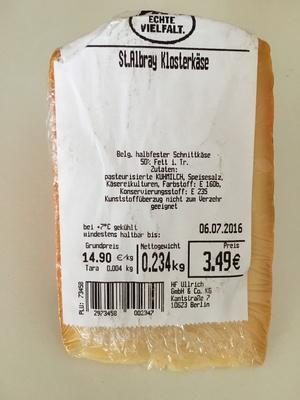 ECHTE
VIELFALT.
St.Albray Klosterkäse
Belg. halbfester Schnittkäse
50% Fett i. Tr.
Zutaten:
pasteurisierte KUHMILCH, Speisesalz,
Käsereikulturen, Farbstoff: E 160b,
Konservierungsstoff: E 235
Kunststoffüberzug nicht zum Verzehr
geeignet
bei +7°C gekühlt
mindestens haltbar bis: 06.07.2016
Grundpreis Nettogewicht Preis
14.90 €/kg 0.234kg 3.49€
Tara 0.004 kg
PLU: 73458
HF Ullrich
GmbH & Co. KG
Kantstraße 7
10623 Berlin
2973458 002347